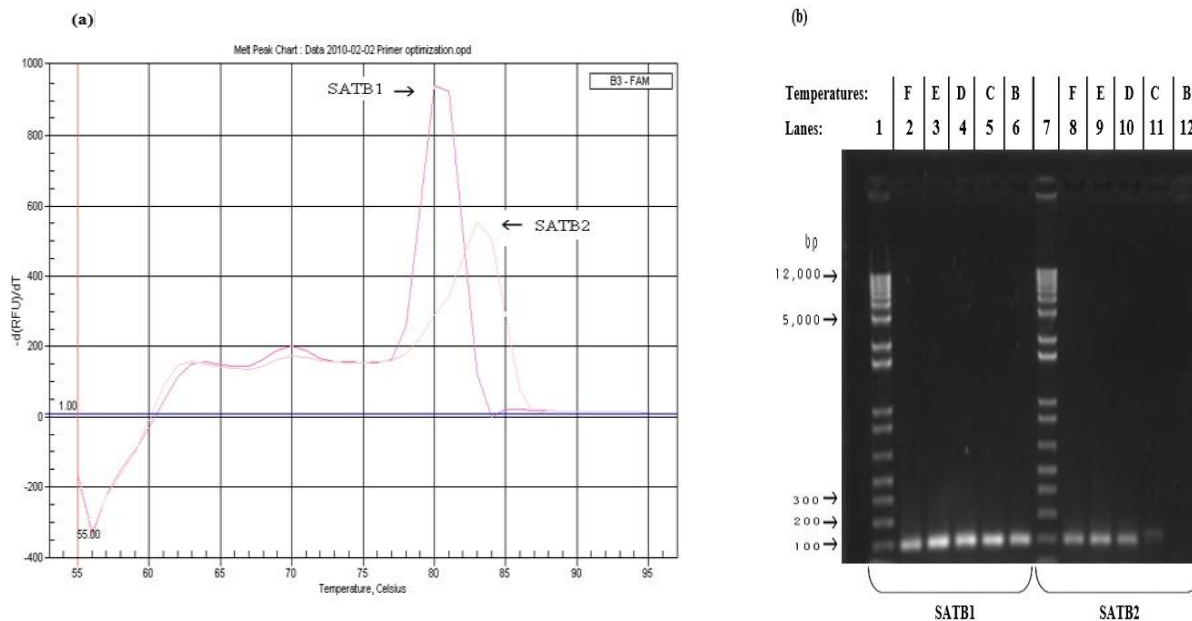 (a)
Melt Peak Chart : Data 2010-02-02 Primer optimization.opd
B3 - FAM
SATB1 →
← SATB2
1000
800
600
400
200
0
-200
-400
-d(RFU)/dT
1.00
55.00
55 60 65 70 75 80 85 90 95
Temperature, Celsius
(b)
Temperatures: F E D C B F E D C B
Lanes: 1 2 3 4 5 6 7 8 9 10 11 12
bp
12,000→
5,000→
300→
200→
100→
SATB1 SATB2